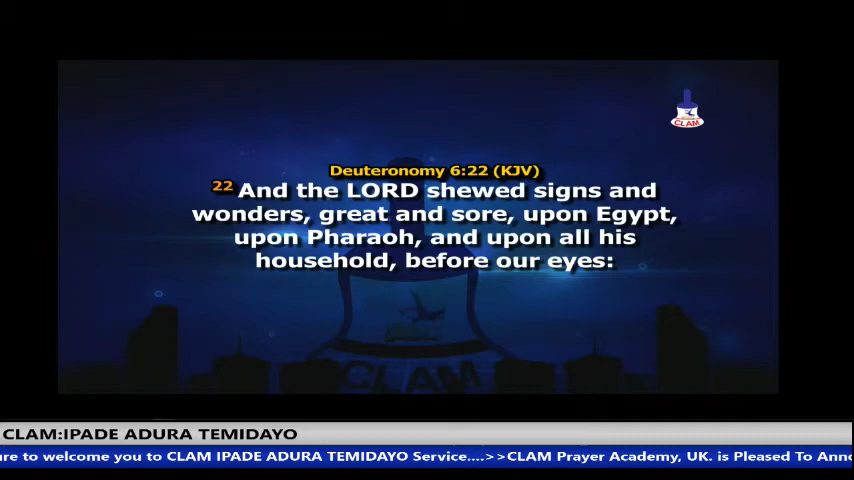 CLAM
Deuteronomy 6:22 (KJV)
22 And the LORD shewed signs and
wonders, great and sore, upon Egypt,
upon Pharaoh, and upon all his
household, before our eyes:
CLAM
CLAM:IPADE ADURA TEMIDAYO
ure to welcome you to CLAM IPADE ADURA TEMIDAYO Service....>>CLAM Prayer Academy, UK. is Pleased To Anno